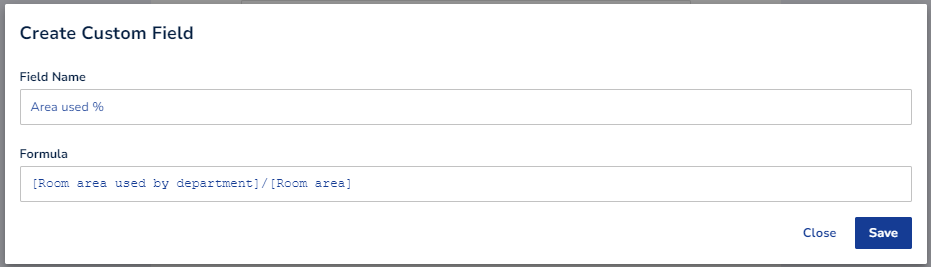 Create Custom Field
Field Name
Area used %
Formula
[Room area used by department]/[Room area]
Close Save